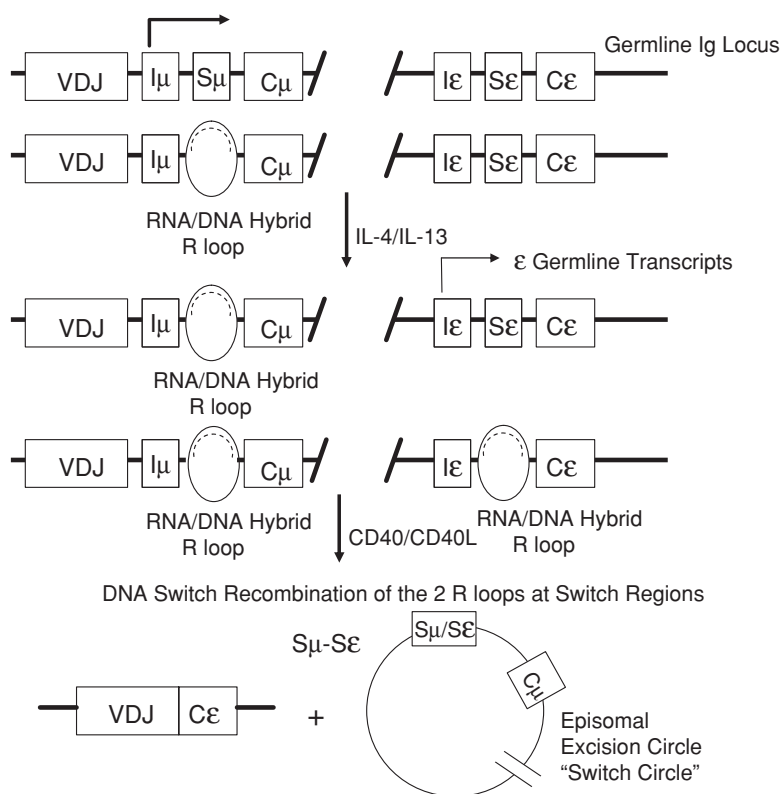 Germline Ig Locus
VDJ Iμ Sμ Cμ Iε Sε Cε
VDJ Iμ Cμ Iε Sε Cε
RNA/DNA Hybrid
R loop
IL-4/IL-13
ε Germline Transcripts
VDJ Iμ Cμ Iε Sε Cε
RNA/DNA Hybrid
R loop
VDJ Iμ Cμ Iε Cε
RNA/DNA Hybrid
R loop
RNA/DNA Hybrid
R loop
CD40/CD40L
DNA Switch Recombination of the 2 R loops at Switch Regions
Sμ-Sε
Sμ/Sε
Cμ
VDJ Cε
+
Episomal
Excision Circle
“Switch Circle”